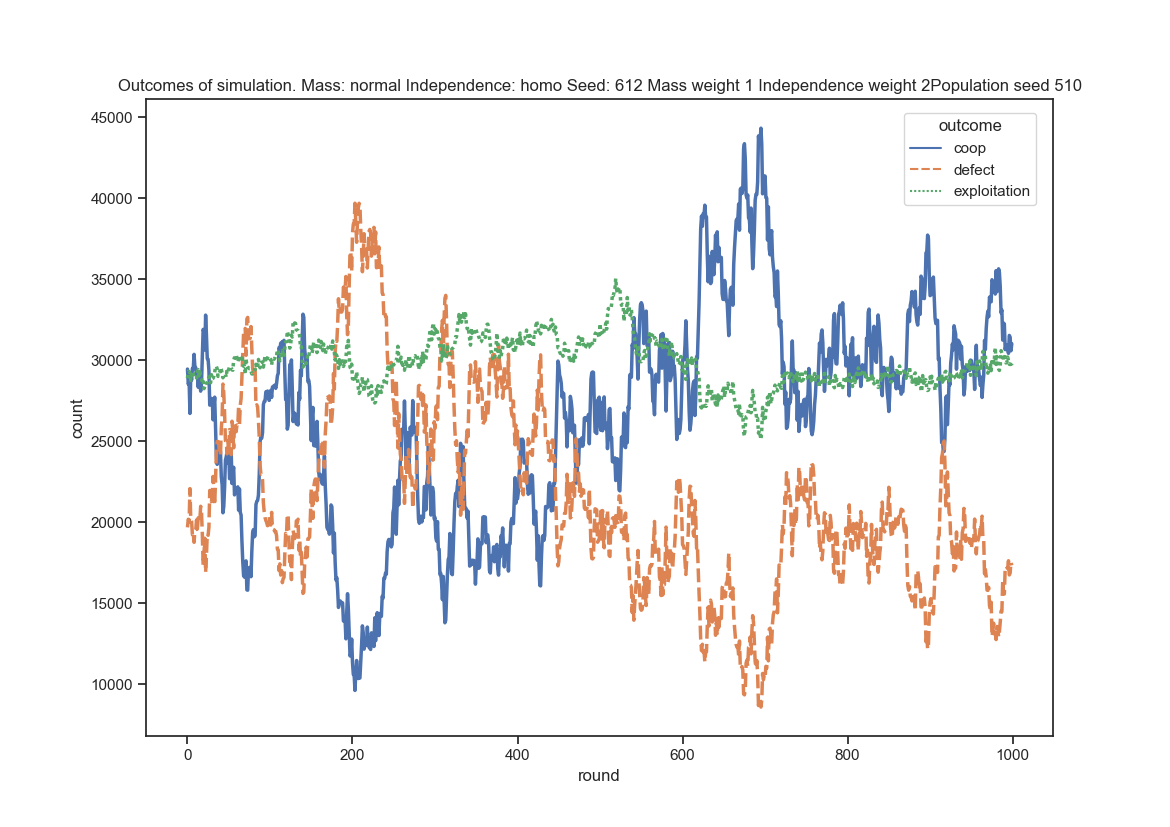 Outcomes of simulation. Mass: normal Independence: homo Seed: 612 Mass weight 1 Independence weight 2Population seed 510
outcome
coop
defect
exploitation
45000
40000
35000
30000
25000
20000
15000
10000
count
0 200 400 600 800 1000
round